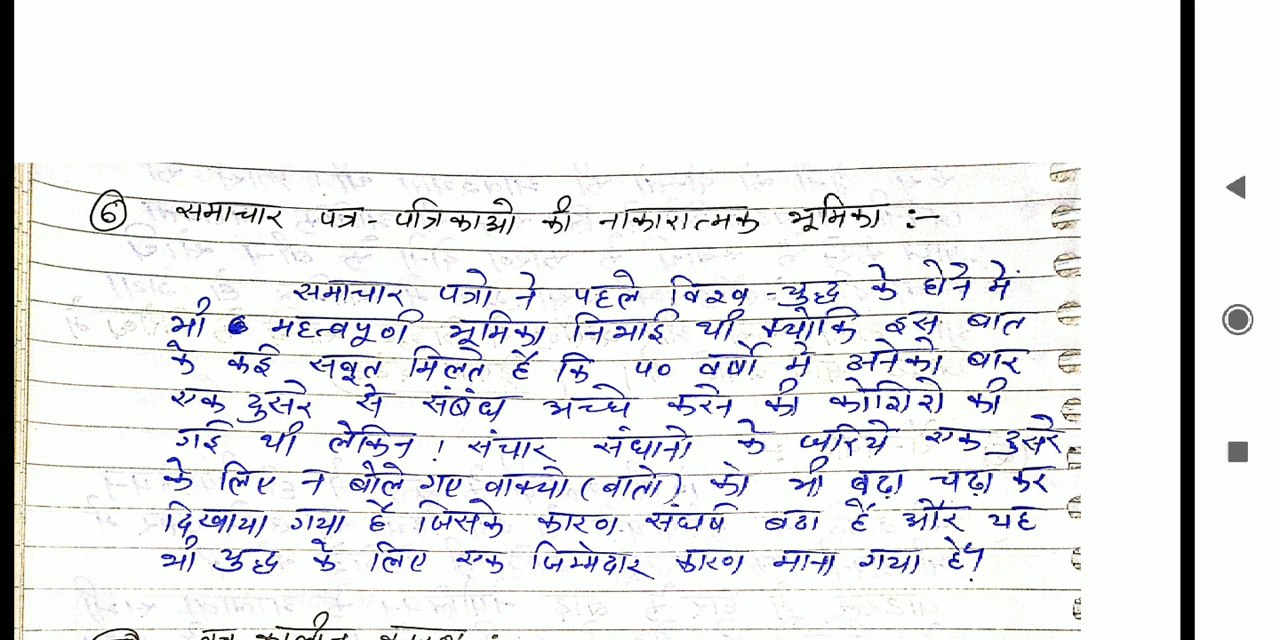 ⑥ समाचार पत्र - पत्रिकाओ की नाकारात्मक भूमिका :-
समाचार पत्रो ने पहले विश्व - युद्ध के होने में
भी महत्वपूर्ण भूमिका निभाई थी क्योकि इस बात
के कई सबूत मिलते हैं कि ५० वर्षो मे अनेको बार
एक दुसरे से संबंध अच्छे करने की कोशिशे की
गई थी लेकिन ! संचार संधानो के जरिये एक दुसरे
के लिए न बोले गए वाक्यो (बातो) को भी बढ़ा चढ़ा कर
दिखाया गया हैं जिसके कारण संघर्ष बढा हैं और यह
भी युद्ध के लिए एक जिम्मेदार कारण माना गया है?